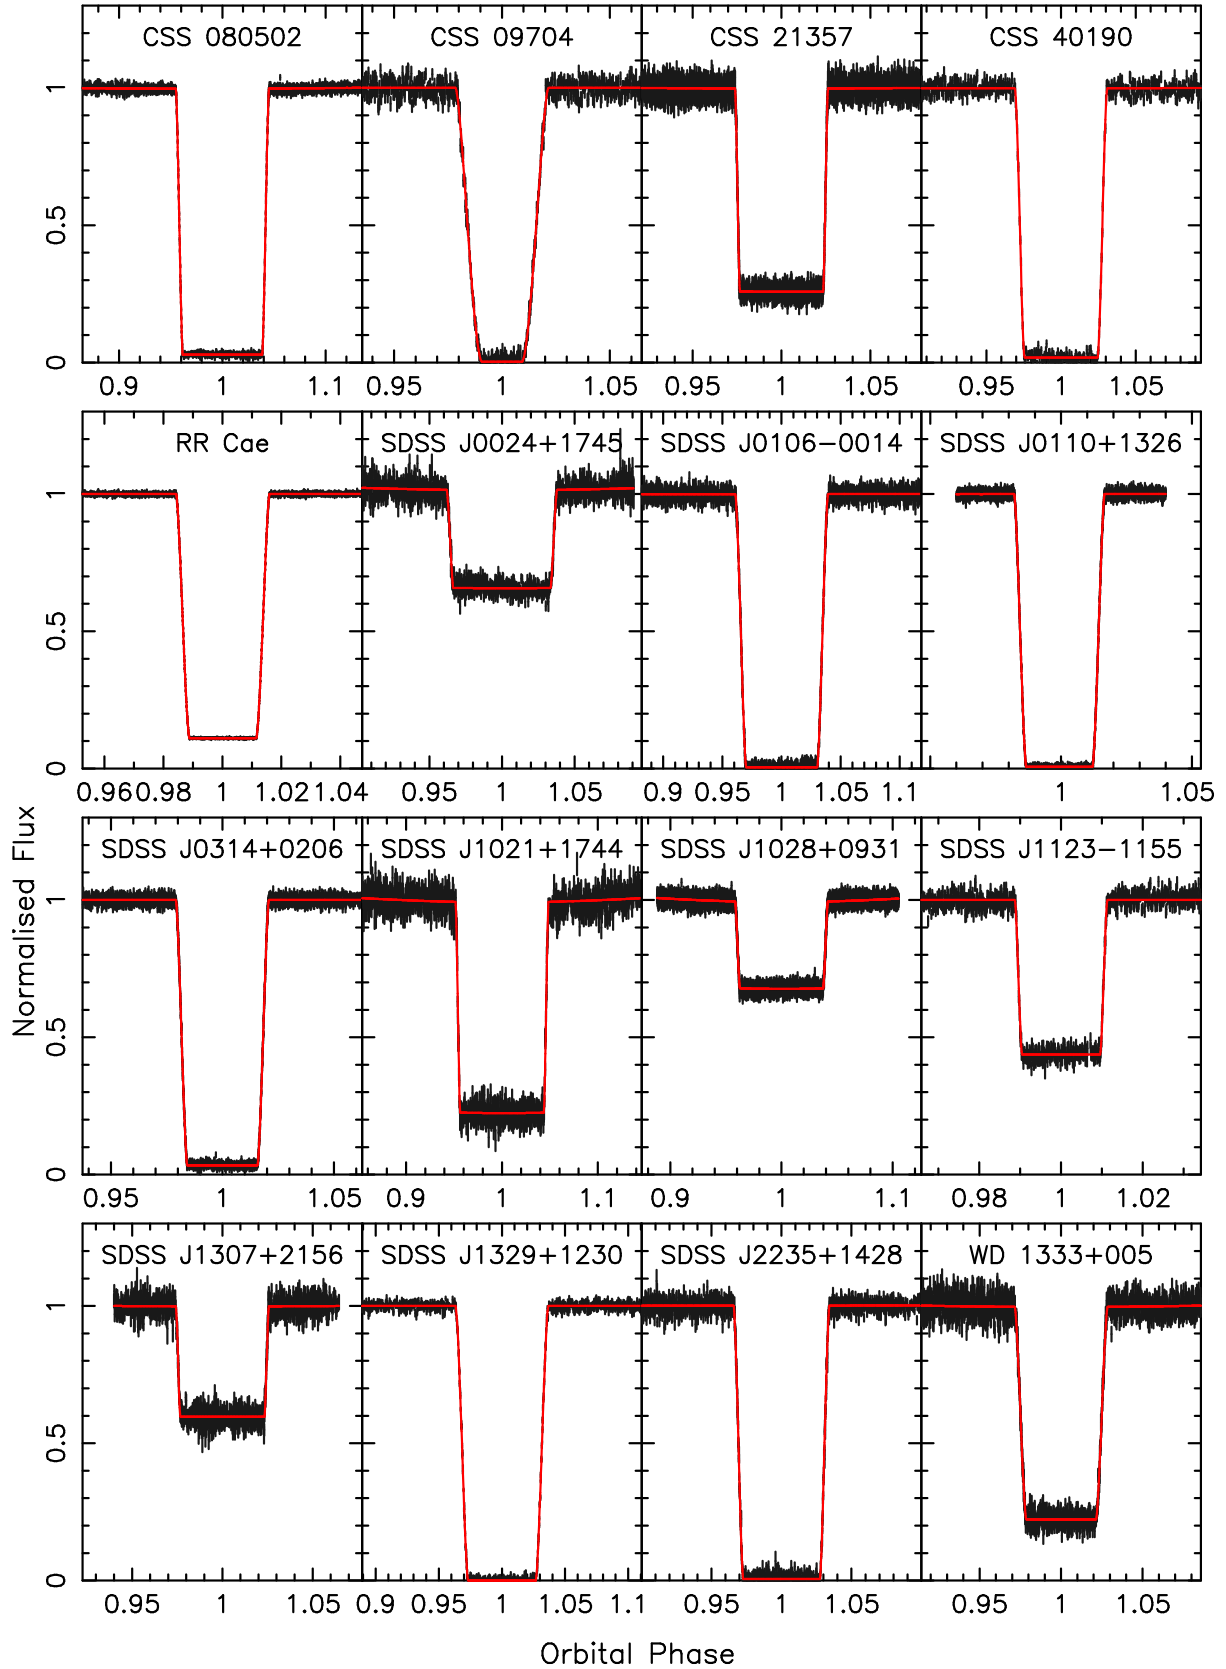 CSS 080502 CSS 09704 CSS 21357 CSS 40190
1
0.5
0
0.9 1 1.1 0.95 1 1.05 0.95 1 1.05 0.95 1 1.05
RR Cae SDSS J0024+1745 SDSS J0106−0014 SDSS J0110+1326
1
0.5
0
0.96 0.98 1 1.02 1.04 0.95 1 1.05 0.9 0.95 1 1.05 1.1 1 1.05
Normalised Flux
SDSS J0314+0206 SDSS J1021+1744 SDSS J1028+0931 SDSS J1123−1155
1
0.5
0
0.95 1 1.05 0.9 1 1.1 0.9 1 1.1 0.98 1 1.02
SDSS J1307+2156 SDSS J1329+1230 SDSS J2235+1428 WD 1333+005
1
0.5
0
0.95 1 1.05 0.9 0.95 1 1.05 1.1 0.95 1 1.05 0.95 1 1.05
Orbital Phase